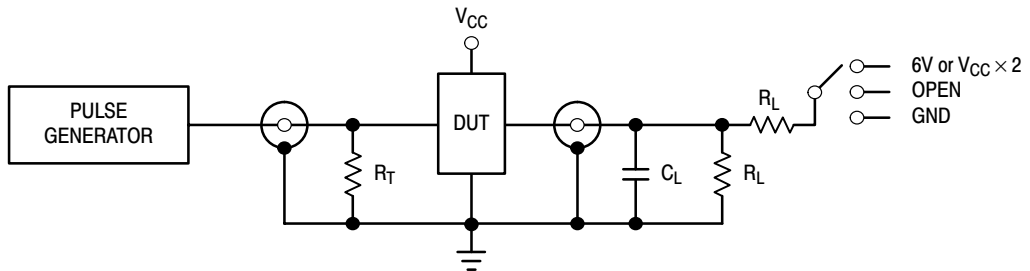 V_CC
PULSE
GENERATOR
R_T
DUT
C_L
R_L
R_L
6V or V_CC × 2
OPEN
GND